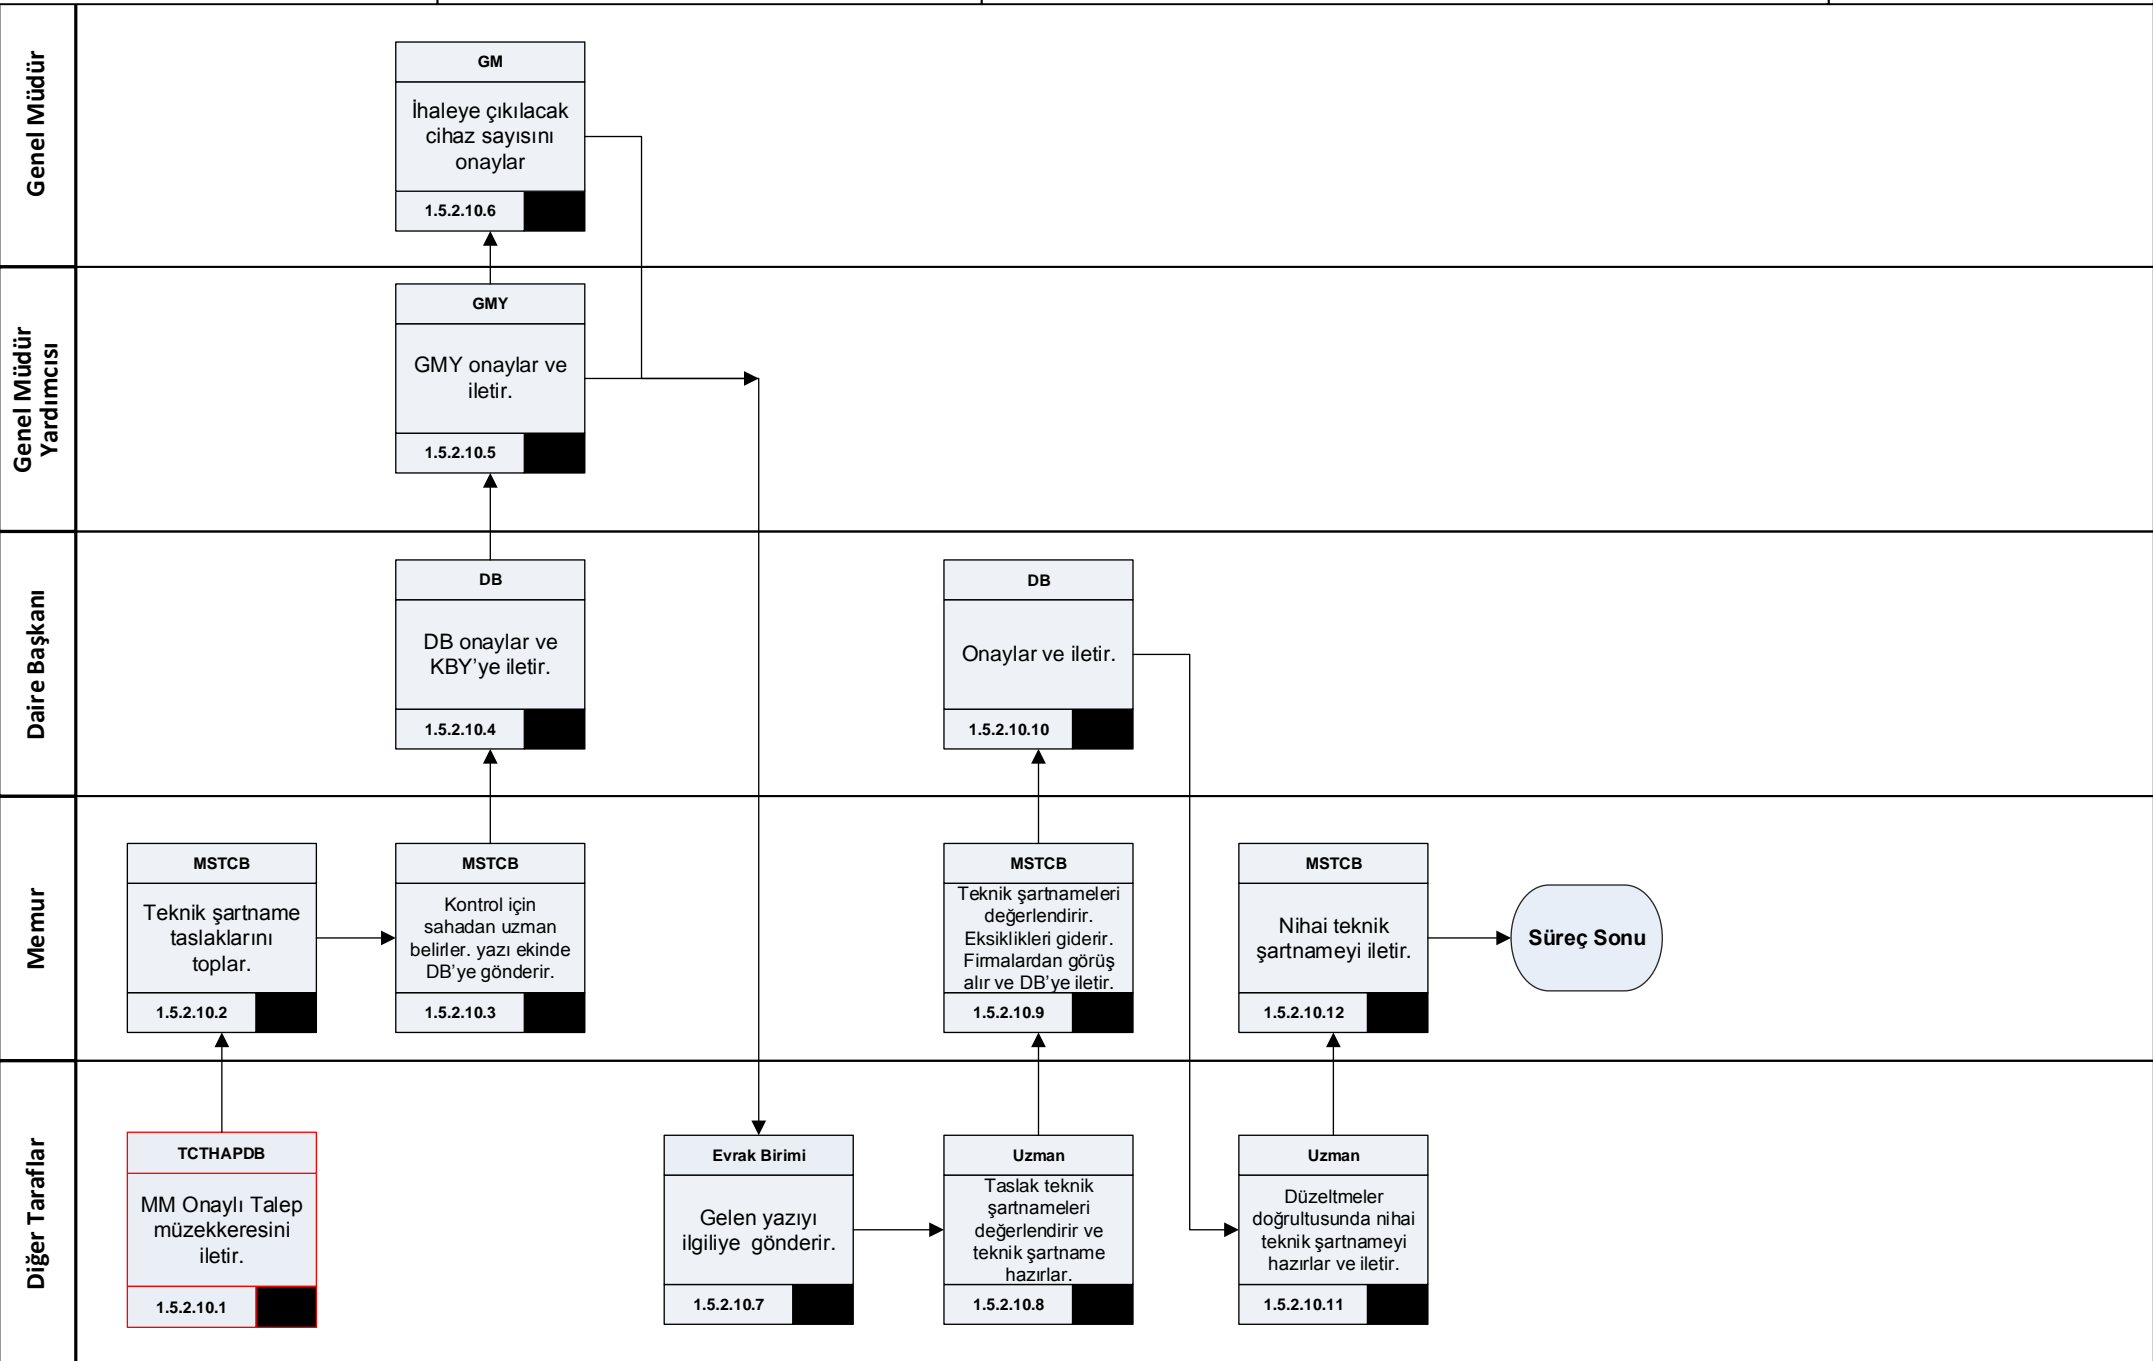 Genel Müdür
GM
İhaleye çıkılacak
cihaz sayısını
onaylar
1.5.2.10.6
Genel Müdür
Yardımcısı
GMY
GMY onaylar ve
iletir.
1.5.2.10.5
Daire Başkanı
DB
DB onaylar ve
KBY'ye iletir.
1.5.2.10.4
DB
Onaylar ve iletir.
1.5.2.10.10
Memur
MSTCB
Teknik şartname
taslaklarını
toplar.
1.5.2.10.2
MSTCB
Kontrol için
sahadan uzman
belirler. yazı ekinde
DB'ye gönderir.
1.5.2.10.3
MSTCB
Teknik şartnameleri
değerlendirir.
Eksiklikleri giderir.
Firmalardan görüş
alır ve DB'ye iletir.
1.5.2.10.9
MSTCB
Nihai teknik
şartnameyi iletir.
1.5.2.10.12
Süreç Sonu
Diğer Taraflar
TCTHAPDB
MM Onaylı Talep
müzekkeresini
iletir.
1.5.2.10.1
Evrak Birimi
Gelen yazıyı
ilgiliye  gönderir.
1.5.2.10.7
Uzman
Taslak teknik
şartnameleri
değerlendirir ve
teknik şartname
hazırlar.
1.5.2.10.8
Uzman
Düzeltmeler
doğrultusunda nihai
teknik şartnameyi
hazırlar ve iletir.
1.5.2.10.11